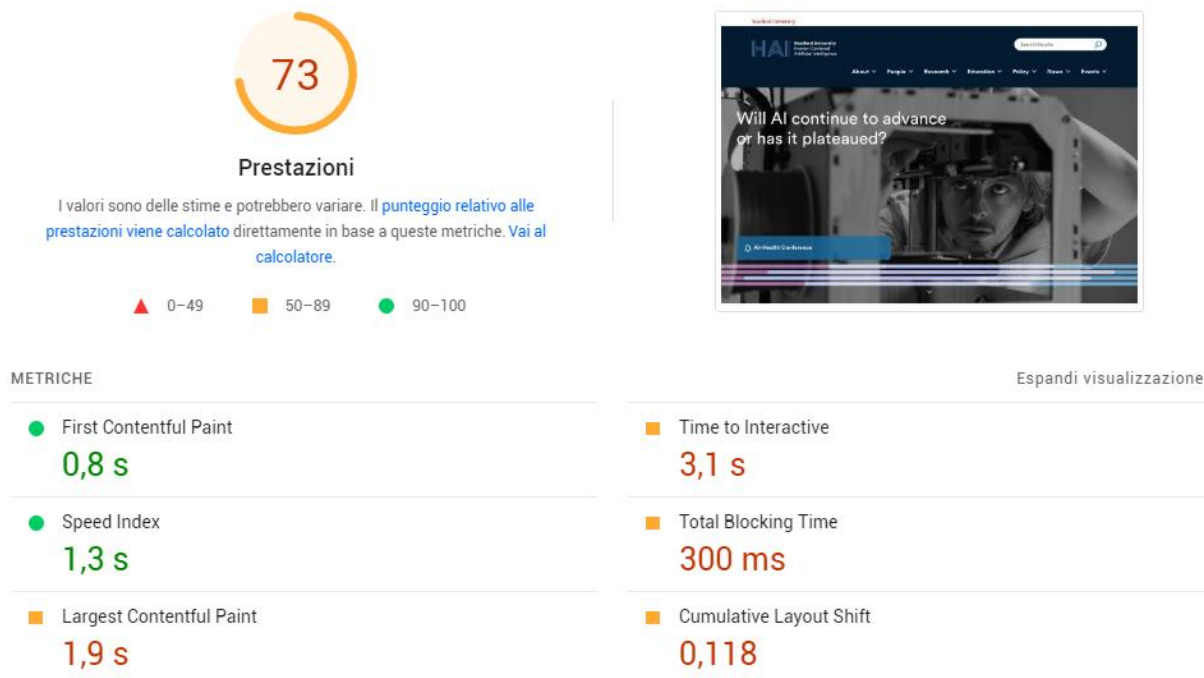 73
Prestazioni
I valori sono delle stime e potrebbero variare. Il punteggio relativo alle
prestazioni viene calcolato direttamente in base a queste metriche. Vai al
calcolatore.
0–49
50–89
90–100
Stanford University
HAI
Stanford University
Human-Centered
Artificial Intelligence
About
People
Research
Education
Policy
News
Events
Will AI continue to advance
or has it plateaued?
AI+Health Conference
METRICHE
Espandi visualizzazione
First Contentful Paint
0,8 s
Time to Interactive
3,1 s
Speed Index
1,3 s
Total Blocking Time
300 ms
Largest Contentful Paint
1,9 s
Cumulative Layout Shift
0,118